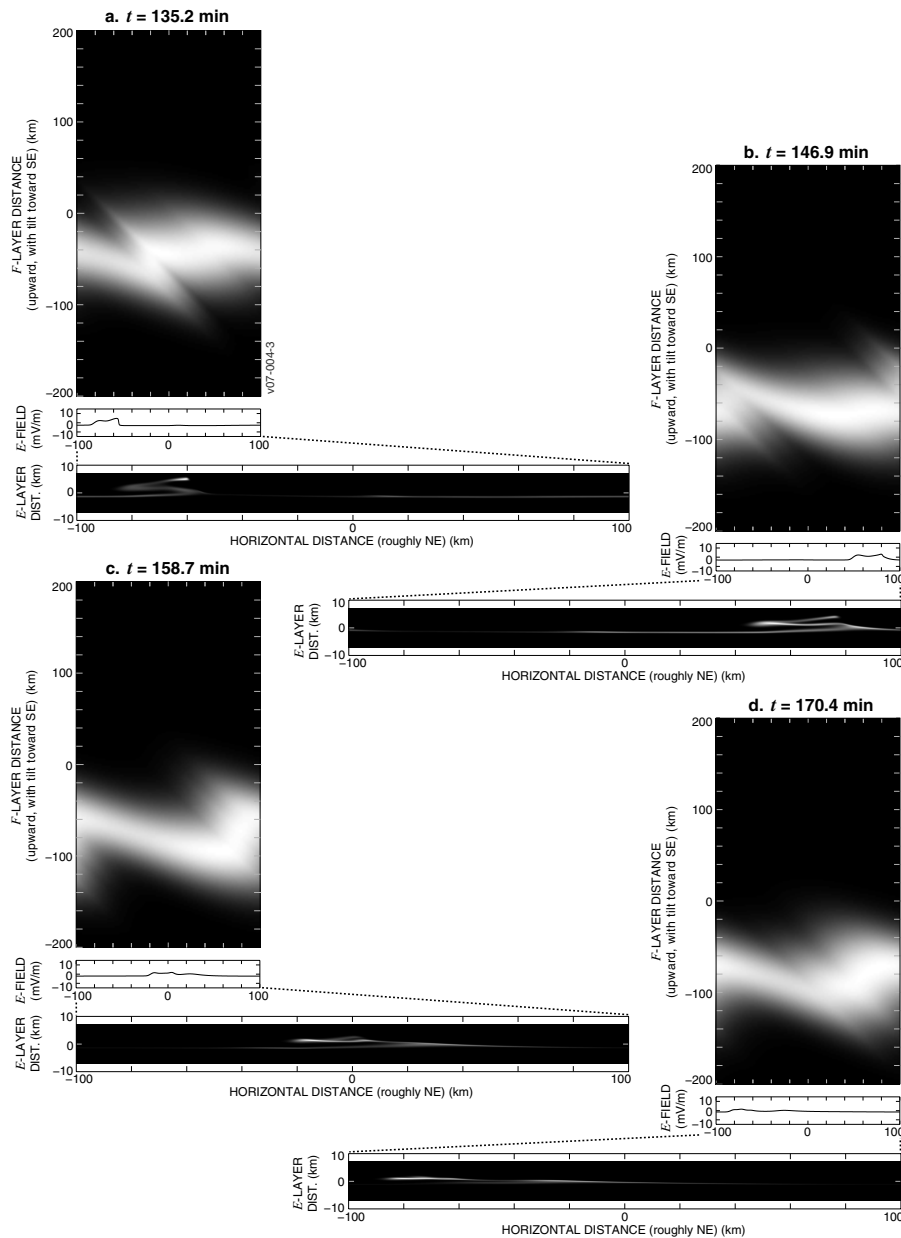 a. t = 135.2 min
200
100
0
−100
−200
F-LAYER DISTANCE
(upward, with tilt toward SE) (km)
v07-004-3
E-FIELD
(mV/m)
10
0
−10
−100
0
100
E-LAYER
DIST. (km)
10
0
−10
−100
0
100
HORIZONTAL DISTANCE (roughly NE) (km)
b. t = 146.9 min
200
100
0
−100
−200
F-LAYER DISTANCE
(upward, with tilt toward SE) (km)
E-FIELD
(mV/m)
10
0
−10
−100
0
100
E-LAYER
DIST. (km)
10
0
−10
−100
0
100
HORIZONTAL DISTANCE (roughly NE) (km)
c. t = 158.7 min
200
100
0
−100
−200
F-LAYER DISTANCE
(upward, with tilt toward SE) (km)
E-FIELD
(mV/m)
10
0
−10
−100
0
100
E-LAYER
DIST. (km)
10
0
−10
−100
0
100
HORIZONTAL DISTANCE (roughly NE) (km)
d. t = 170.4 min
200
100
0
−100
−200
F-LAYER DISTANCE
(upward, with tilt toward SE) (km)
E-FIELD
(mV/m)
10
0
−10
−100
0
100
E-LAYER
DIST. (km)
10
0
−10
−100
0
100
HORIZONTAL DISTANCE (roughly NE) (km)